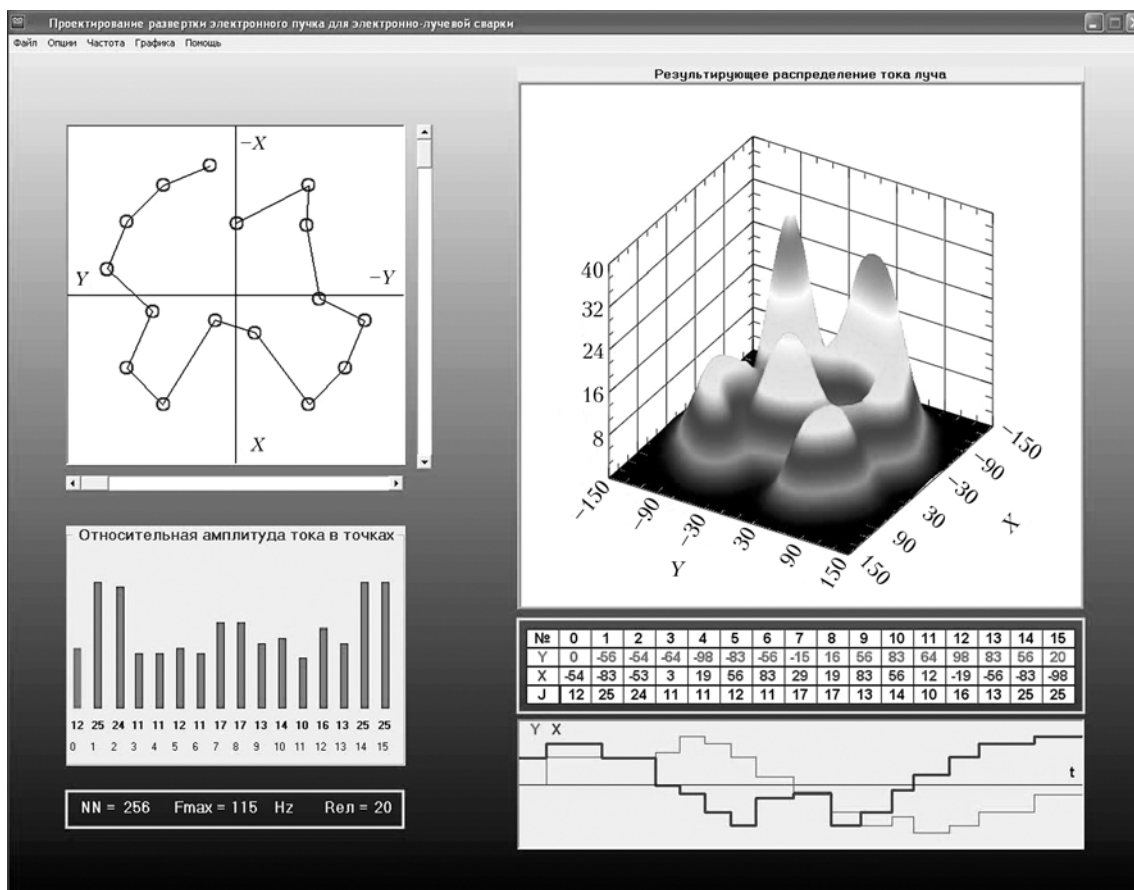 Проектирование развертки электронного пучка для электронно-лучевой сварки
Файл Опции Частота Графика Помощь
–X
Y
–Y
X
Относительная амплитуда тока в точках
12 25 24 11 11 12 11 17 17 13 14 10 16 13 25 25
0 1 2 3 4 5 6 7 8 9 10 11 12 13 14 15
NN = 256 Fmax = 115 Hz Rел = 20
Результирующее распределение тока луча
40
32
24
16
8
–150 –90 –30 30 90 150
Y
150 90 30 –30 –90 –150
X
№ 0 1 2 3 4 5 6 7 8 9 10 11 12 13 14 15
Y 0 -56 -54 -64 -98 -83 -56 -15 16 56 83 64 98 83 56 20
X -54 -83 -53 3 19 56 83 29 19 83 56 12 -19 -56 -83 -98
J 12 25 24 11 11 12 11 17 17 13 14 10 16 13 25 25
Y X
t